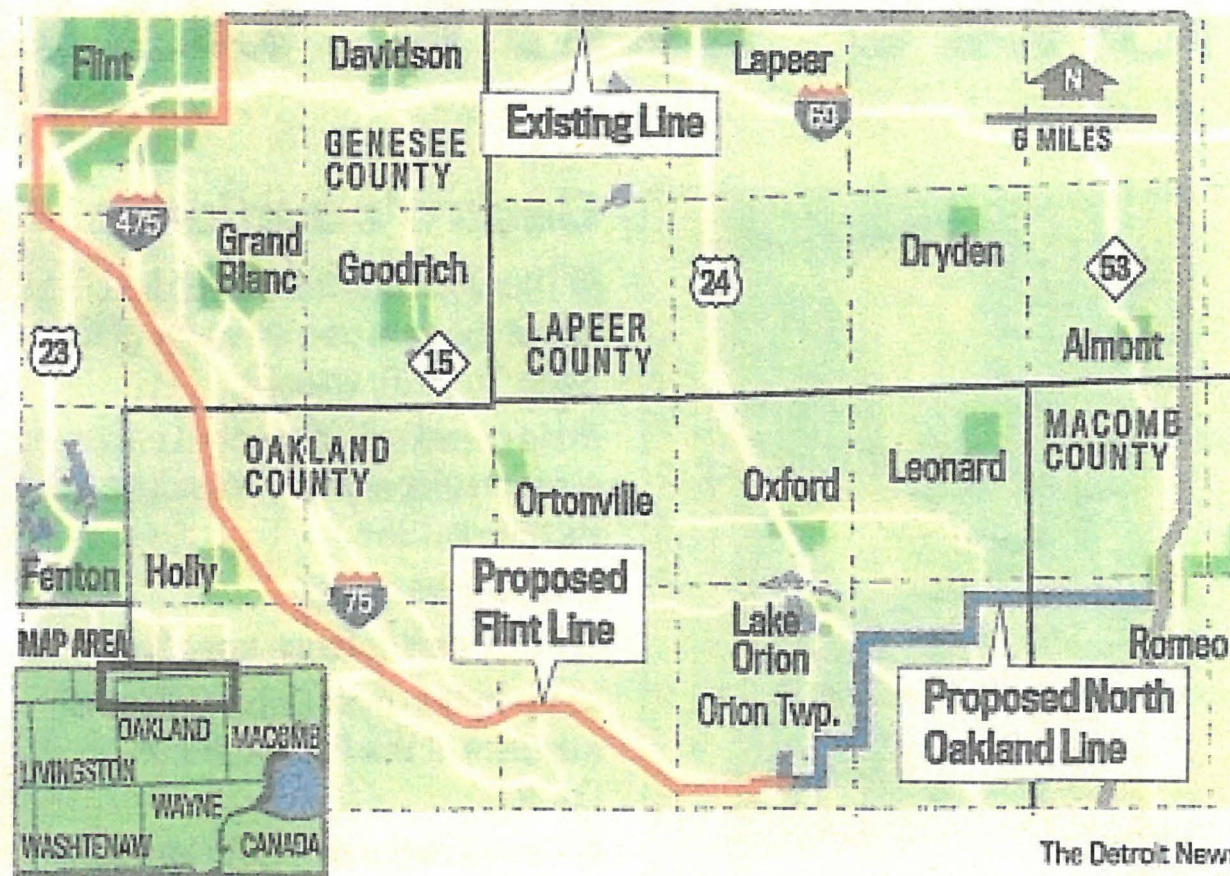 Flint
Davidson
Lapeer
N
Existing Line
69
6 MILES
GENESEE
COUNTY
475
Grand
Blanc
Goodrich
Dryden
24
53
LAPEER
COUNTY
23
15
Almont
OAKLAND
COUNTY
MACOMB
COUNTY
Leonard
Oxford
Ortonville
Fenton
Holly
75
Proposed
Flint Line
Lake
Orion
Romeo
MAP AREA
Orion Twp.
Proposed North
Oakland Line
OAKLAND
MACOMB
LIVINGSTON
WAYNE
WASHTENAW
CANADA
The Detroit News